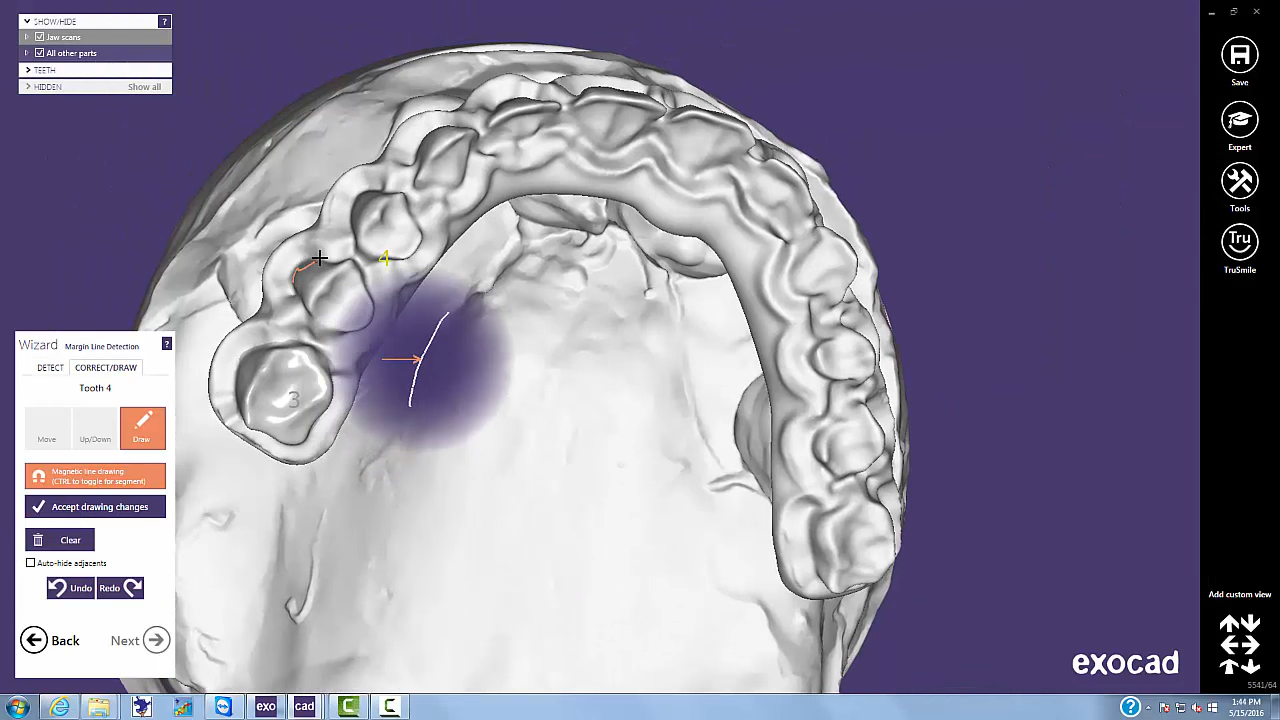 SHOW/HIDE
?
Jaw scans
All other parts
TEETH
HIDDEN Show all
Save
Expert
Tools
Tru
TruSmile
4
3
Wizard Margin Line Detection ?
DETECT CORRECT/DRAW
Tooth 4
Move Up/Down Draw
Magnetic line drawing
(CTRL to toggle for segment)
Accept drawing changes
Clear
Auto-hide adjacents
Undo Redo
Back Next
Add custom view
exocad
5541/64
exo cad C C
? 1:44 PM
5/15/2016